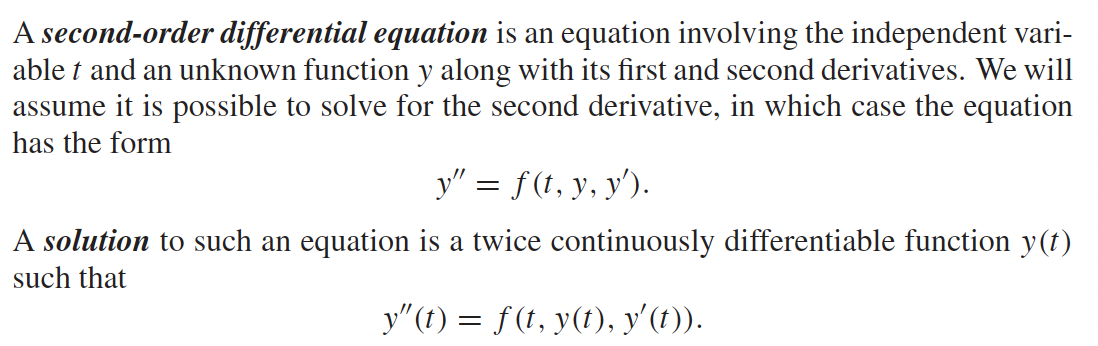 A second-order differential equation is an equation involving the independent vari-
able t and an unknown function y along with its first and second derivatives. We will
assume it is possible to solve for the second derivative, in which case the equation
has the form
y″ = f(t, y, y′).
A solution to such an equation is a twice continuously differentiable function y(t)
such that
y″(t) = f(t, y(t), y′(t)).